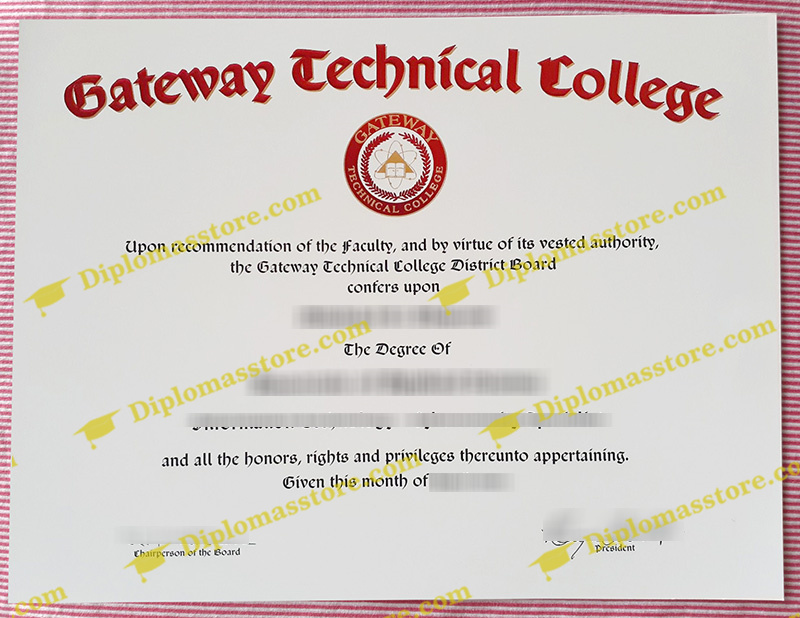 Gateway Technical College
GATEWAY
TECHNICAL COLLEGE
Upon recommendation of the Faculty, and by virtue of its vested authority,
the Gateway Technical College District Board
confers upon
The Degree Of
Information Technology
and all the honors, rights and privileges thereunto appertaining.
Given this month of
Chairperson of the Board
President
Diplomasstore.com
Diplomasstore.com
Diplomasstore.com
Diplomasstore.com
Diplomasstore.com
Diplomasstore.com